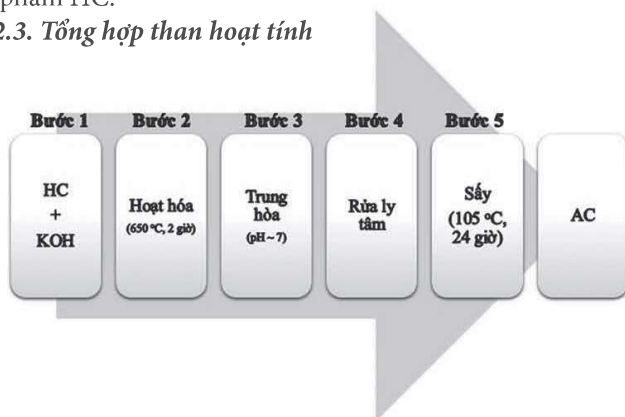 phẩm HC.
2.3. Tổng hợp than hoạt tính
Bước 1
Bước 2
Bước 3
Bước 4
Bước 5
HC
+
KOH
Hoạt hóa
(650 °C, 2 giờ)
Trung
hòa
(pH ~ 7)
Rửa ly
tâm
Sấy
(105 °C,
24 giờ)
AC